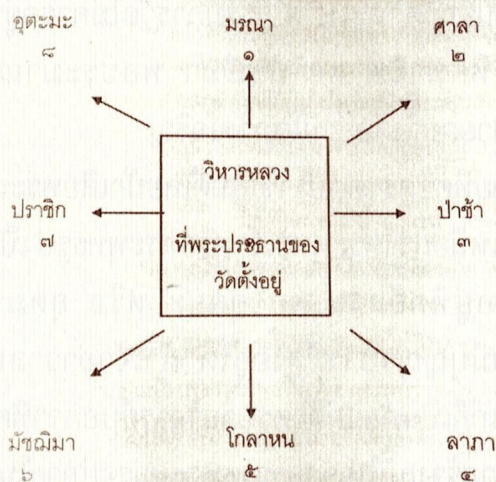 อุตะมะ
๘
มรณา
๑
ศาลา
๒
วิหารหลวง
ปราชิก
๗
ป่าช้า
๓
ที่พระประธานของ
วัดตั้งอยู่
มัชฌิมา
๖
โกลาหน
๕
ลาภา
๔